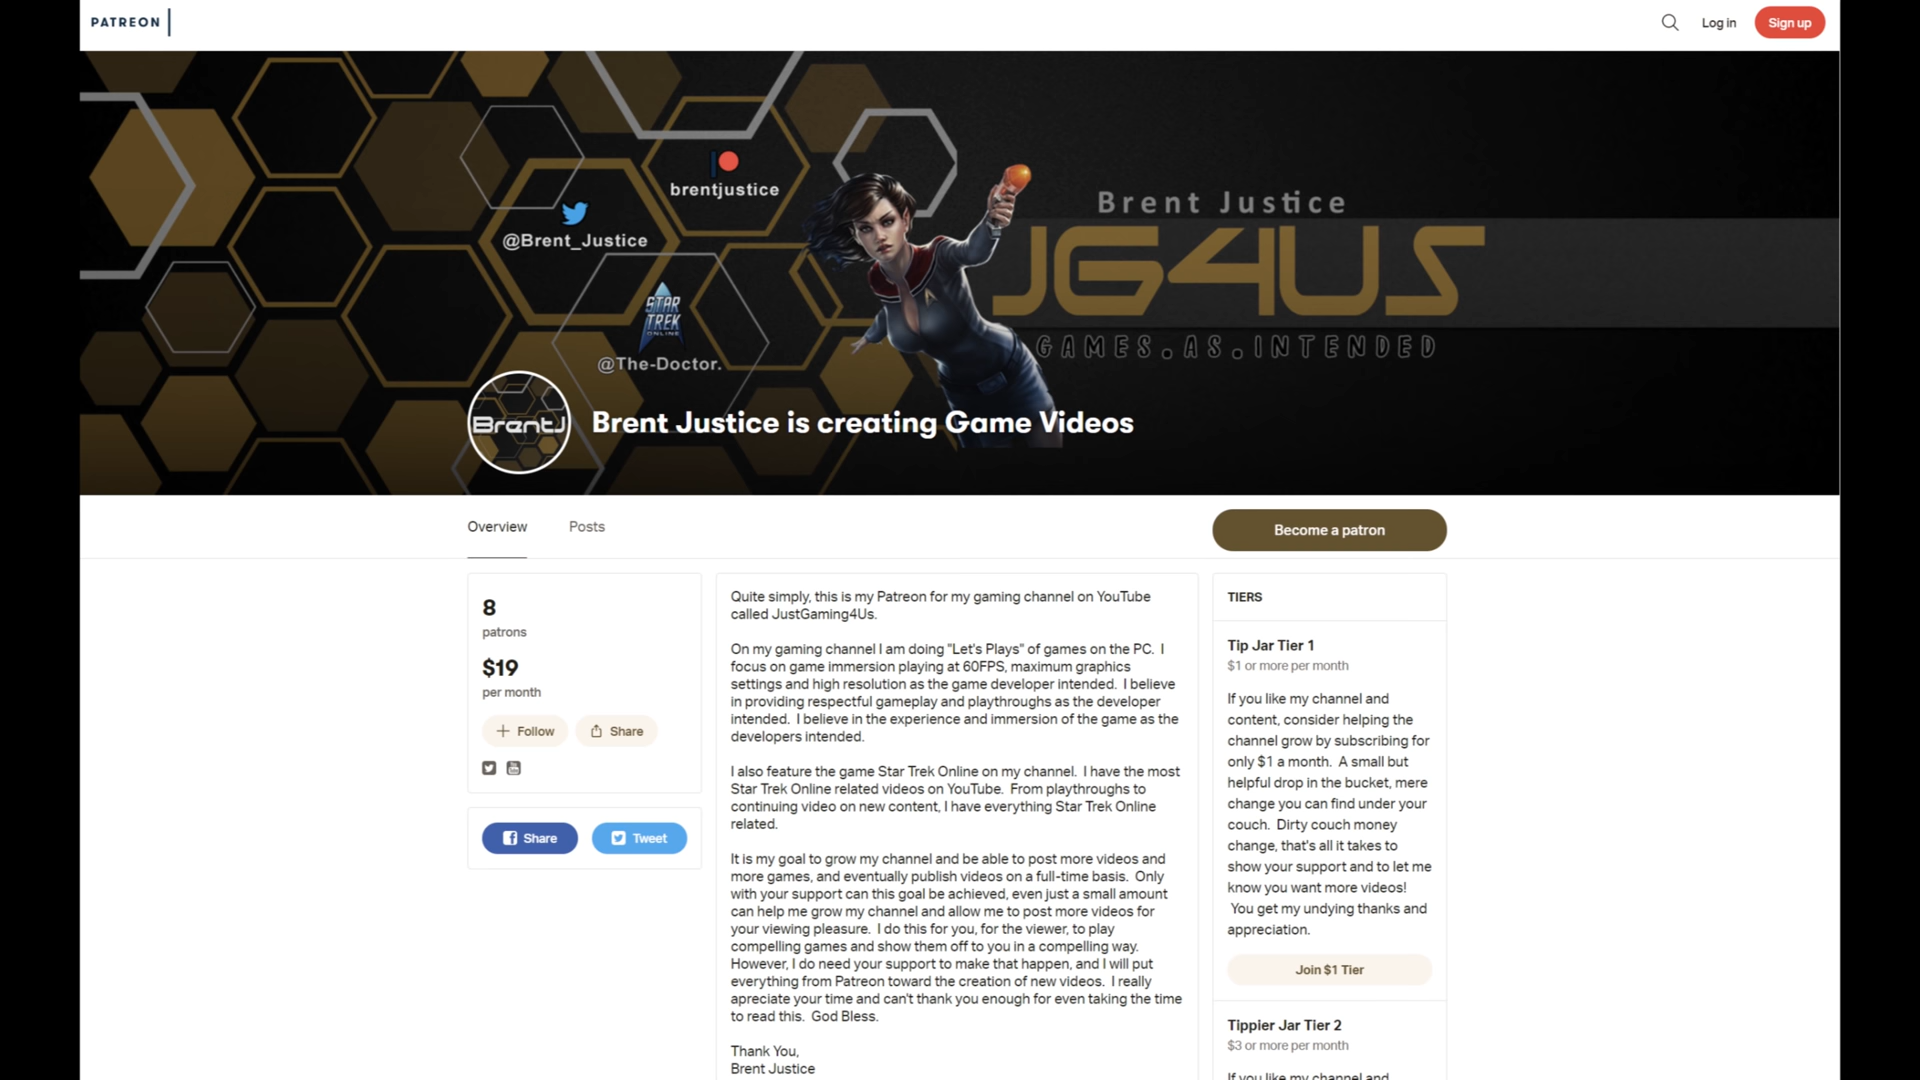 PATREON
Log in
Sign up
brentjustice
@Brent_Justice
STAR
TREK
ONLINE
@The-Doctor.
Brent Justice
JG4US
GAMES.AS.INTENDED
BrentJ
Brent Justice is creating Game Videos
Overview
Posts
Become a patron
8
patrons
$19
per month
Follow
Share
Share
Tweet
Quite simply, this is my Patreon for my gaming channel on YouTube
called JustGaming4Us.
On my gaming channel I am doing "Let's Plays" of games on the PC.  I
focus on game immersion playing at 60FPS, maximum graphics
settings and high resolution as the game developer intended.  I believe
in providing respectful gameplay and playthroughs as the developer
intended.  I believe in the experience and immersion of the game as the
developers intended.
I also feature the game Star Trek Online on my channel.  I have the most
Star Trek Online related videos on YouTube.  From playthroughs to
continuing video on new content, I have everything Star Trek Online
related.
It is my goal to grow my channel and be able to post more videos and
more games, and eventually publish videos on a full-time basis.  Only
with your support can this goal be achieved, even just a small amount
can help me grow my channel and allow me to post more videos for
your viewing pleasure.  I do this for you, for the viewer, to play
compelling games and show them off to you in a compelling way.
However, I do need your support to make that happen, and I will put
everything from Patreon toward the creation of new videos.  I really
apreciate your time and can't thank you enough for even taking the time
to read this.  God Bless.
Thank You,
Brent Justice
TIERS
Tip Jar Tier 1
$1 or more per month
If you like my channel and
content, consider helping the
channel grow by subscribing for
only $1 a month.  A small but
helpful drop in the bucket, mere
change you can find under your
couch.  Dirty couch money
change, that's all it takes to
show your support and to let me
know you want more videos!
You get my undying thanks and
appreciation.
Join $1 Tier
Tippier Jar Tier 2
$3 or more per month
If you like my channel and